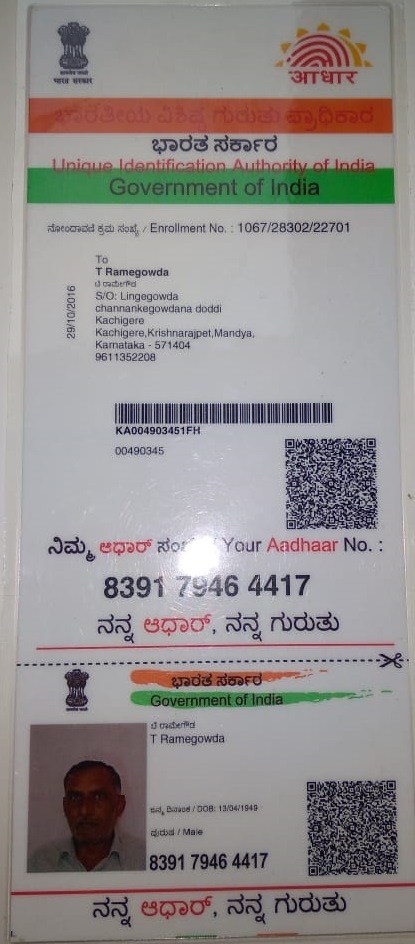 भारत सरकार
आधार
ಭಾರತೀಯ ವಿಶಿಷ್ಟ ಗುರುತು ಪ್ರಾಧಿಕಾರ
ಭಾರತ ಸರ್ಕಾರ
Unique Identification Authority of India
Government of India
ನೋಂದಾವಣೆ ಕ್ರಮ ಸಂಖ್ಯೆ / Enrollment No. : 1067/28302/22701
29/10/2016
To
T Ramegowda
ಟಿ ರಾಮೇಗೌಡ
S/O: Lingegowda
channankegowdana doddi
Kachigere
Kachigere,Krishnarajpet,Mandya,
Karnataka - 571404
9611352208
KA004903451FH
00490345
ನಿಮ್ಮ ಆಧಾರ್ / Your Aadhaar No. :
8391 7946 4417
ನನ್ನ ಆಧಾರ್, ನನ್ನ ಗುರುತು
ಭಾರತ ಸರ್ಕಾರ
Government of India
ಟಿ ರಾಮೇಗೌಡ
T Ramegowda
ಜನ್ಮ ದಿನಾಂಕ / DOB: 13/04/1949
ಪುರುಷ / Male
8391 7946 4417
ನನ್ನ ಆಧಾರ್, ನನ್ನ ಗುರುತು